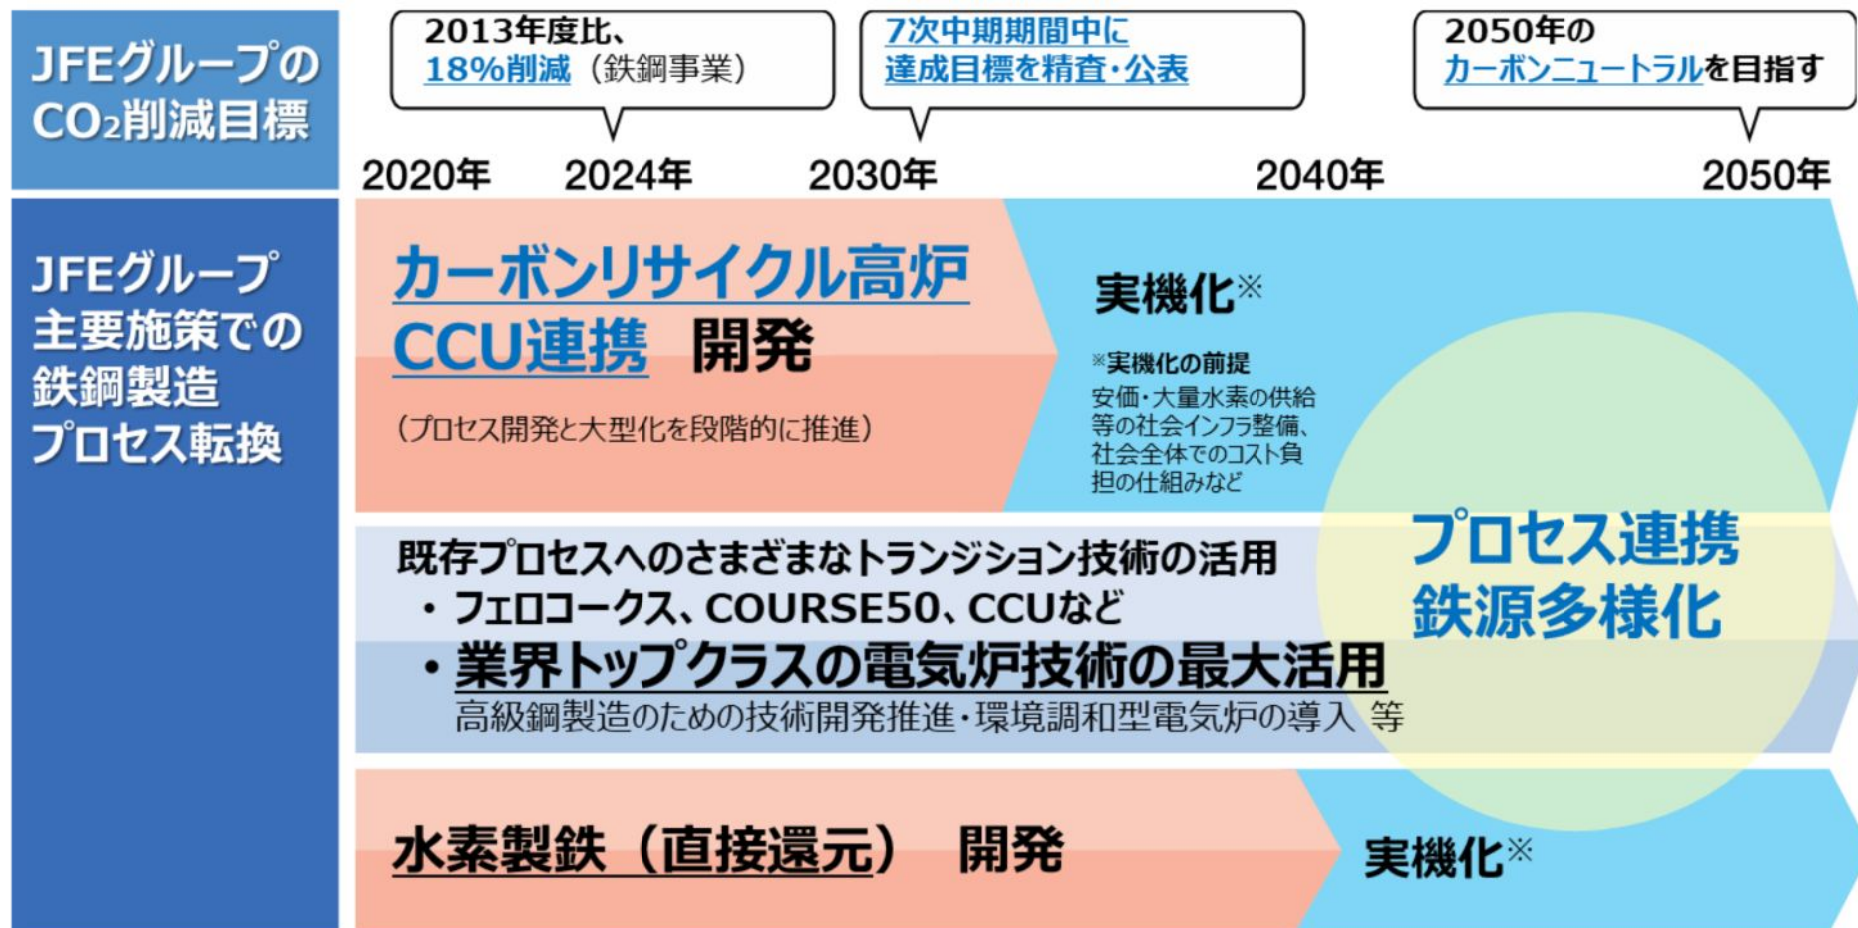 JFEグループの
CO₂削減目標
2013年度比、
18%削減（鉄鋼事業）
7次中期期間中に
達成目標を精査・公表
2050年の
カーボンニュートラルを目指す
2020年
2024年
2030年
2040年
2050年
JFEグループ
主要施策での
鉄鋼製造
プロセス転換
カーボンリサイクル高炉
CCU連携 開発
（プロセス開発と大型化を段階的に推進）
実機化※
※実機化の前提
安価・大量水素の供給
等の社会インフラ整備、
社会全体でのコスト負
担の仕組みなど
既存プロセスへのさまざまなトランジション技術の活用
・フェロコークス、COURSE50、CCUなど
・業界トップクラスの電気炉技術の最大活用
高級鋼製造のための技術開発推進・環境調和型電気炉の導入 等
プロセス連携
鉄源多様化
水素製鉄（直接還元） 開発
実機化※